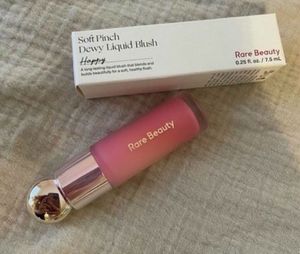 Soft Pinch
Dewy Liquid Blush
Happy
A long-lasting liquid blush that blends and
builds beautifully for a soft, healthy flush.
Rare Beauty
0.25 fl. oz. / 7.5 mL
Rare Beauty